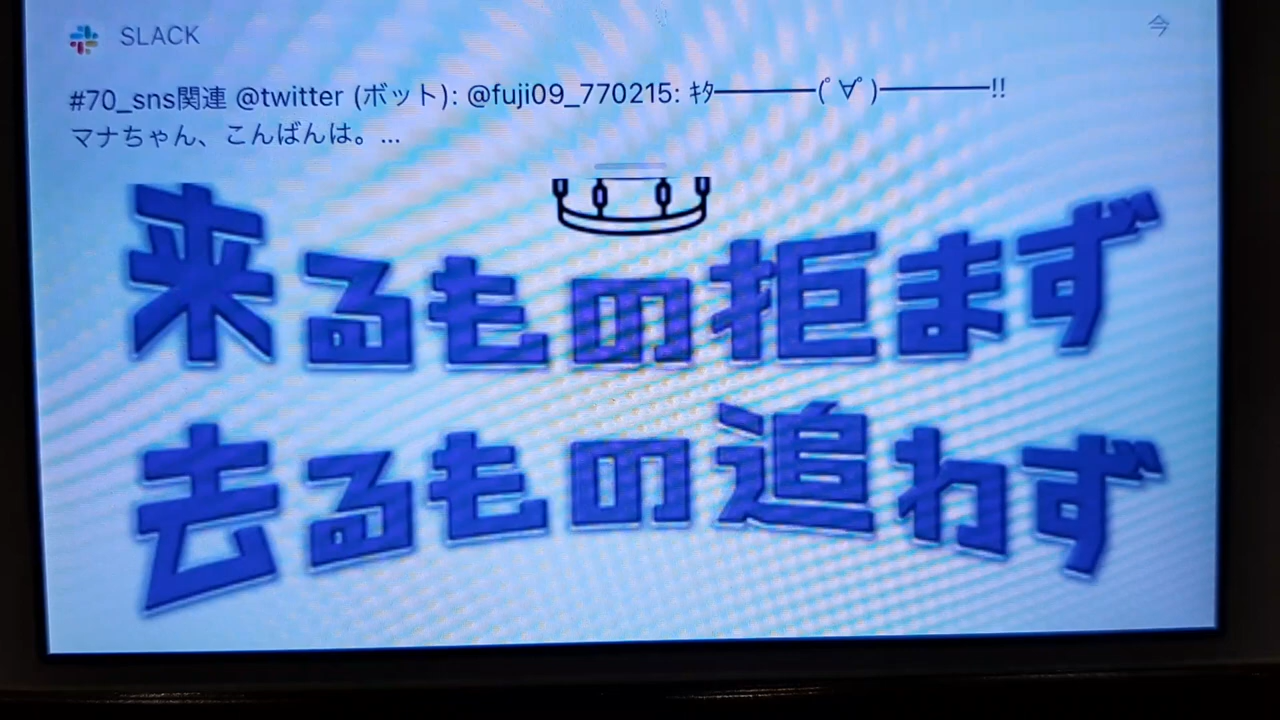 SLACK 今
#70_sns関連 @twitter (ボット): @fuji09_770215: ｷﾀ━━━━(ﾟ∀ﾟ)━━━━!!
マナちゃん、こんばんは。...
来るもの拒まず
去るもの追わず